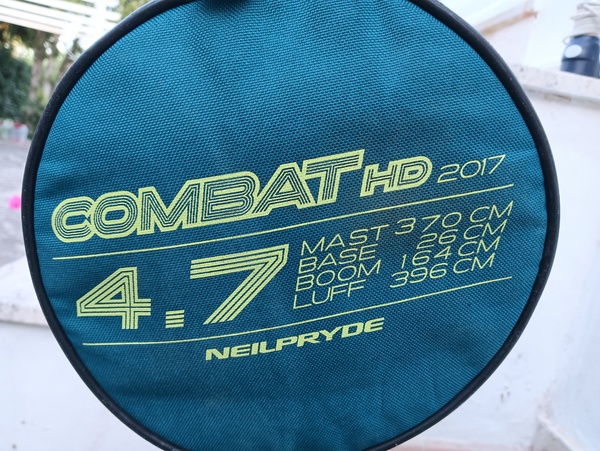 COMBAT HD 2017
4.7
MAST 370 CM
BASE 26 CM
BOOM 164 CM
LUFF 396 CM
NEILPRYDE